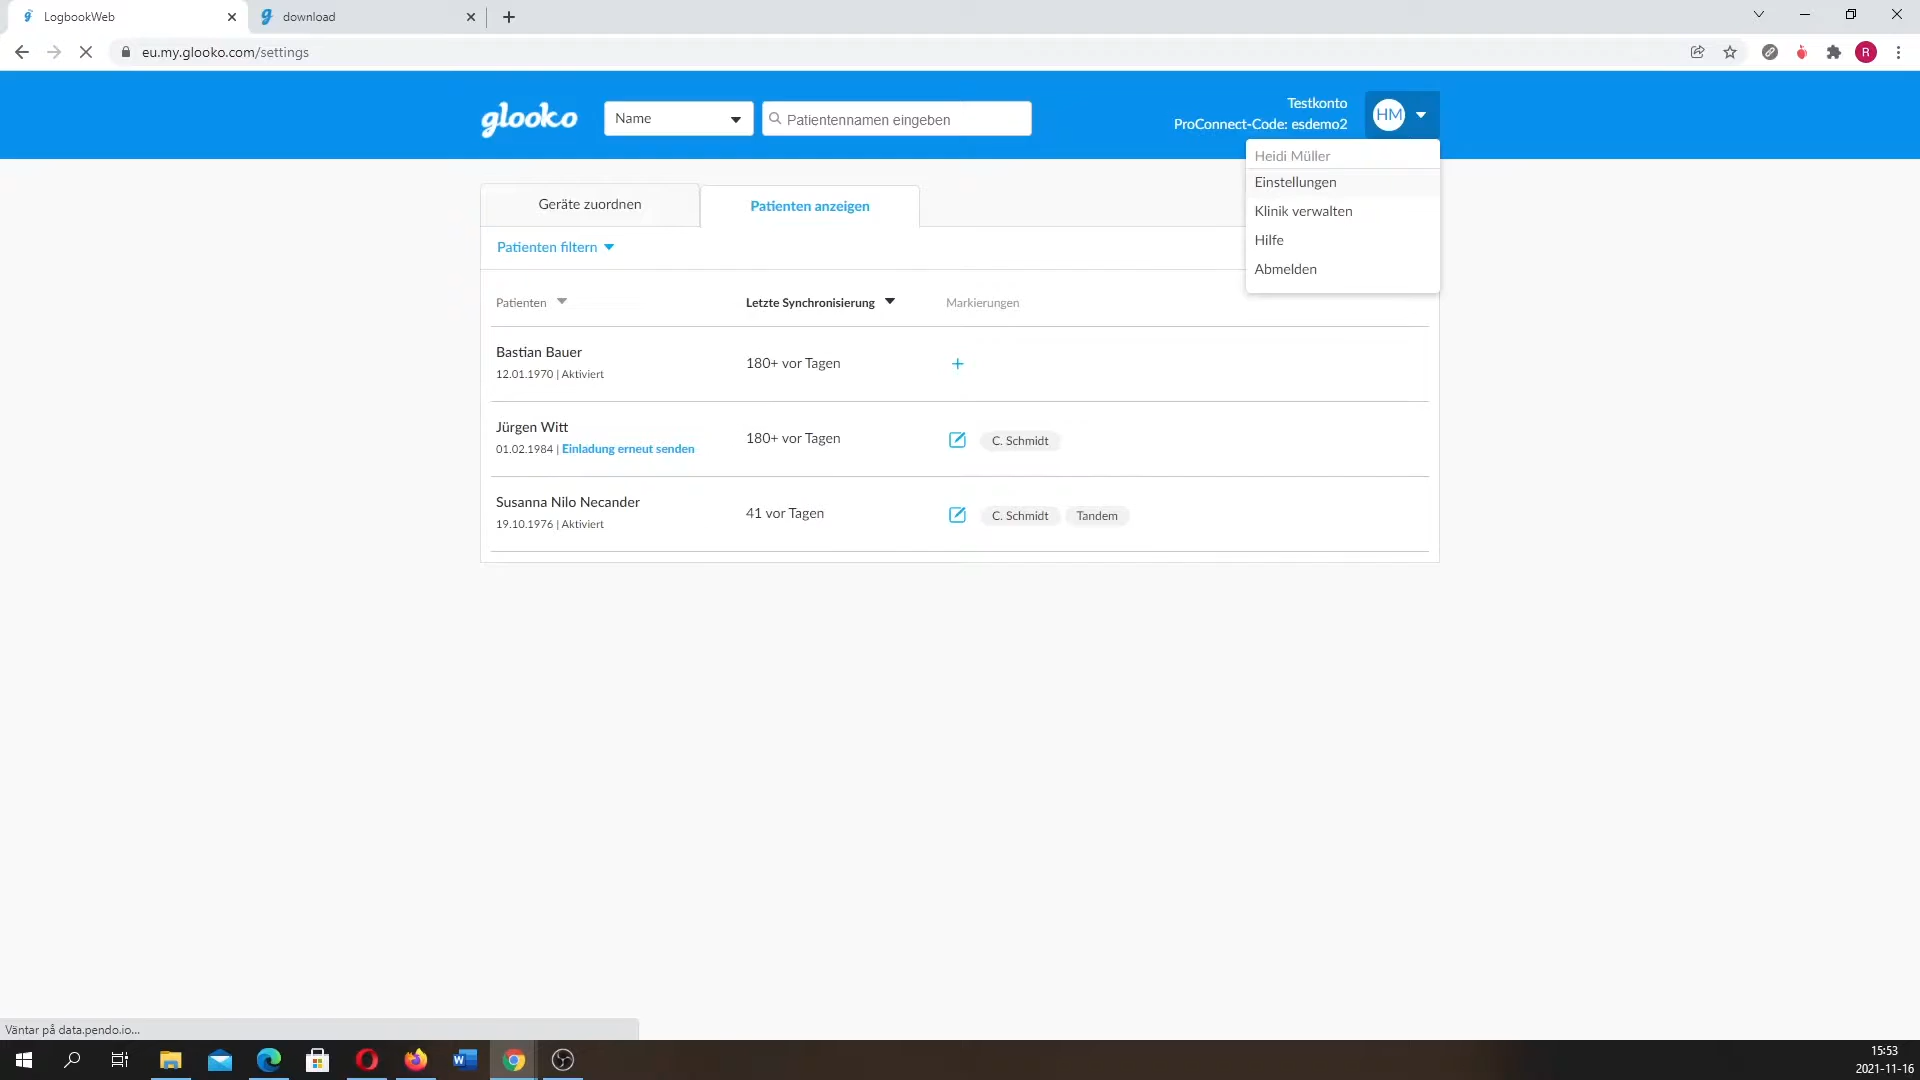 LogbookWeb
download
eu.my.glooko.com/settings
R
glooko
Name
Patientennamen eingeben
Testkonto
ProConnect-Code: esdemo2
HM
Heidi Müller
Einstellungen
Klinik verwalten
Hilfe
Abmelden
Geräte zuordnen
Patienten anzeigen
Patienten filtern
Patienten
Letzte Synchronisierung
Markierungen
Bastian Bauer
12.01.1970 | Aktiviert
180+ vor Tagen
Jürgen Witt
01.02.1984 | Einladung erneut senden
180+ vor Tagen
C. Schmidt
Susanna Nilo Necander
19.10.1976 | Aktiviert
41 vor Tagen
C. Schmidt
Tandem
Väntar på data.pendo.io...
15:53
2021-11-16